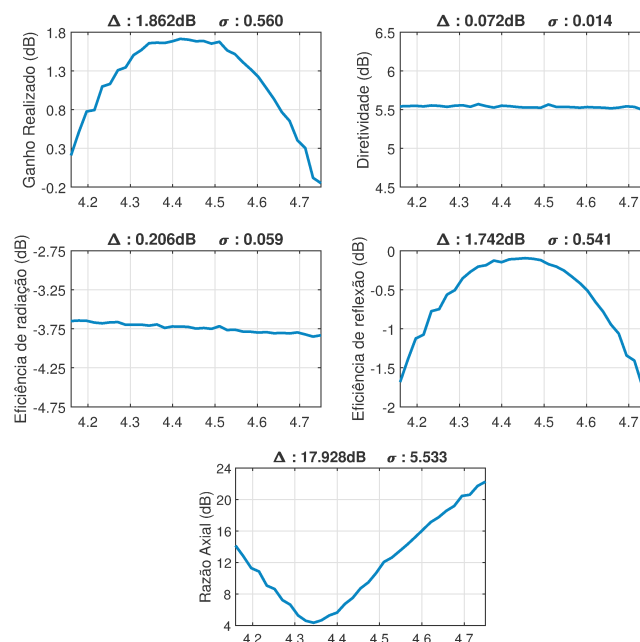 Δ : 1.862dB σ : 0.560
Ganho Realizado (dB)
1.8
1.3
0.8
0.3
-0.2
4.2 4.3 4.4 4.5 4.6 4.7
Δ : 0.072dB σ : 0.014
Diretividade (dB)
6.5
6
5.5
5
4.5
4.2 4.3 4.4 4.5 4.6 4.7
Δ : 0.206dB σ : 0.059
Eficiência de radiação (dB)
-2.75
-3.25
-3.75
-4.25
-4.75
4.2 4.3 4.4 4.5 4.6 4.7
Δ : 1.742dB σ : 0.541
Eficiência de reflexão (dB)
0
-0.5
-1
-1.5
-2
4.2 4.3 4.4 4.5 4.6 4.7
Δ : 17.928dB σ : 5.533
Razão Axial (dB)
24
20
16
12
8
4
4.2 4.3 4.4 4.5 4.6 4.7